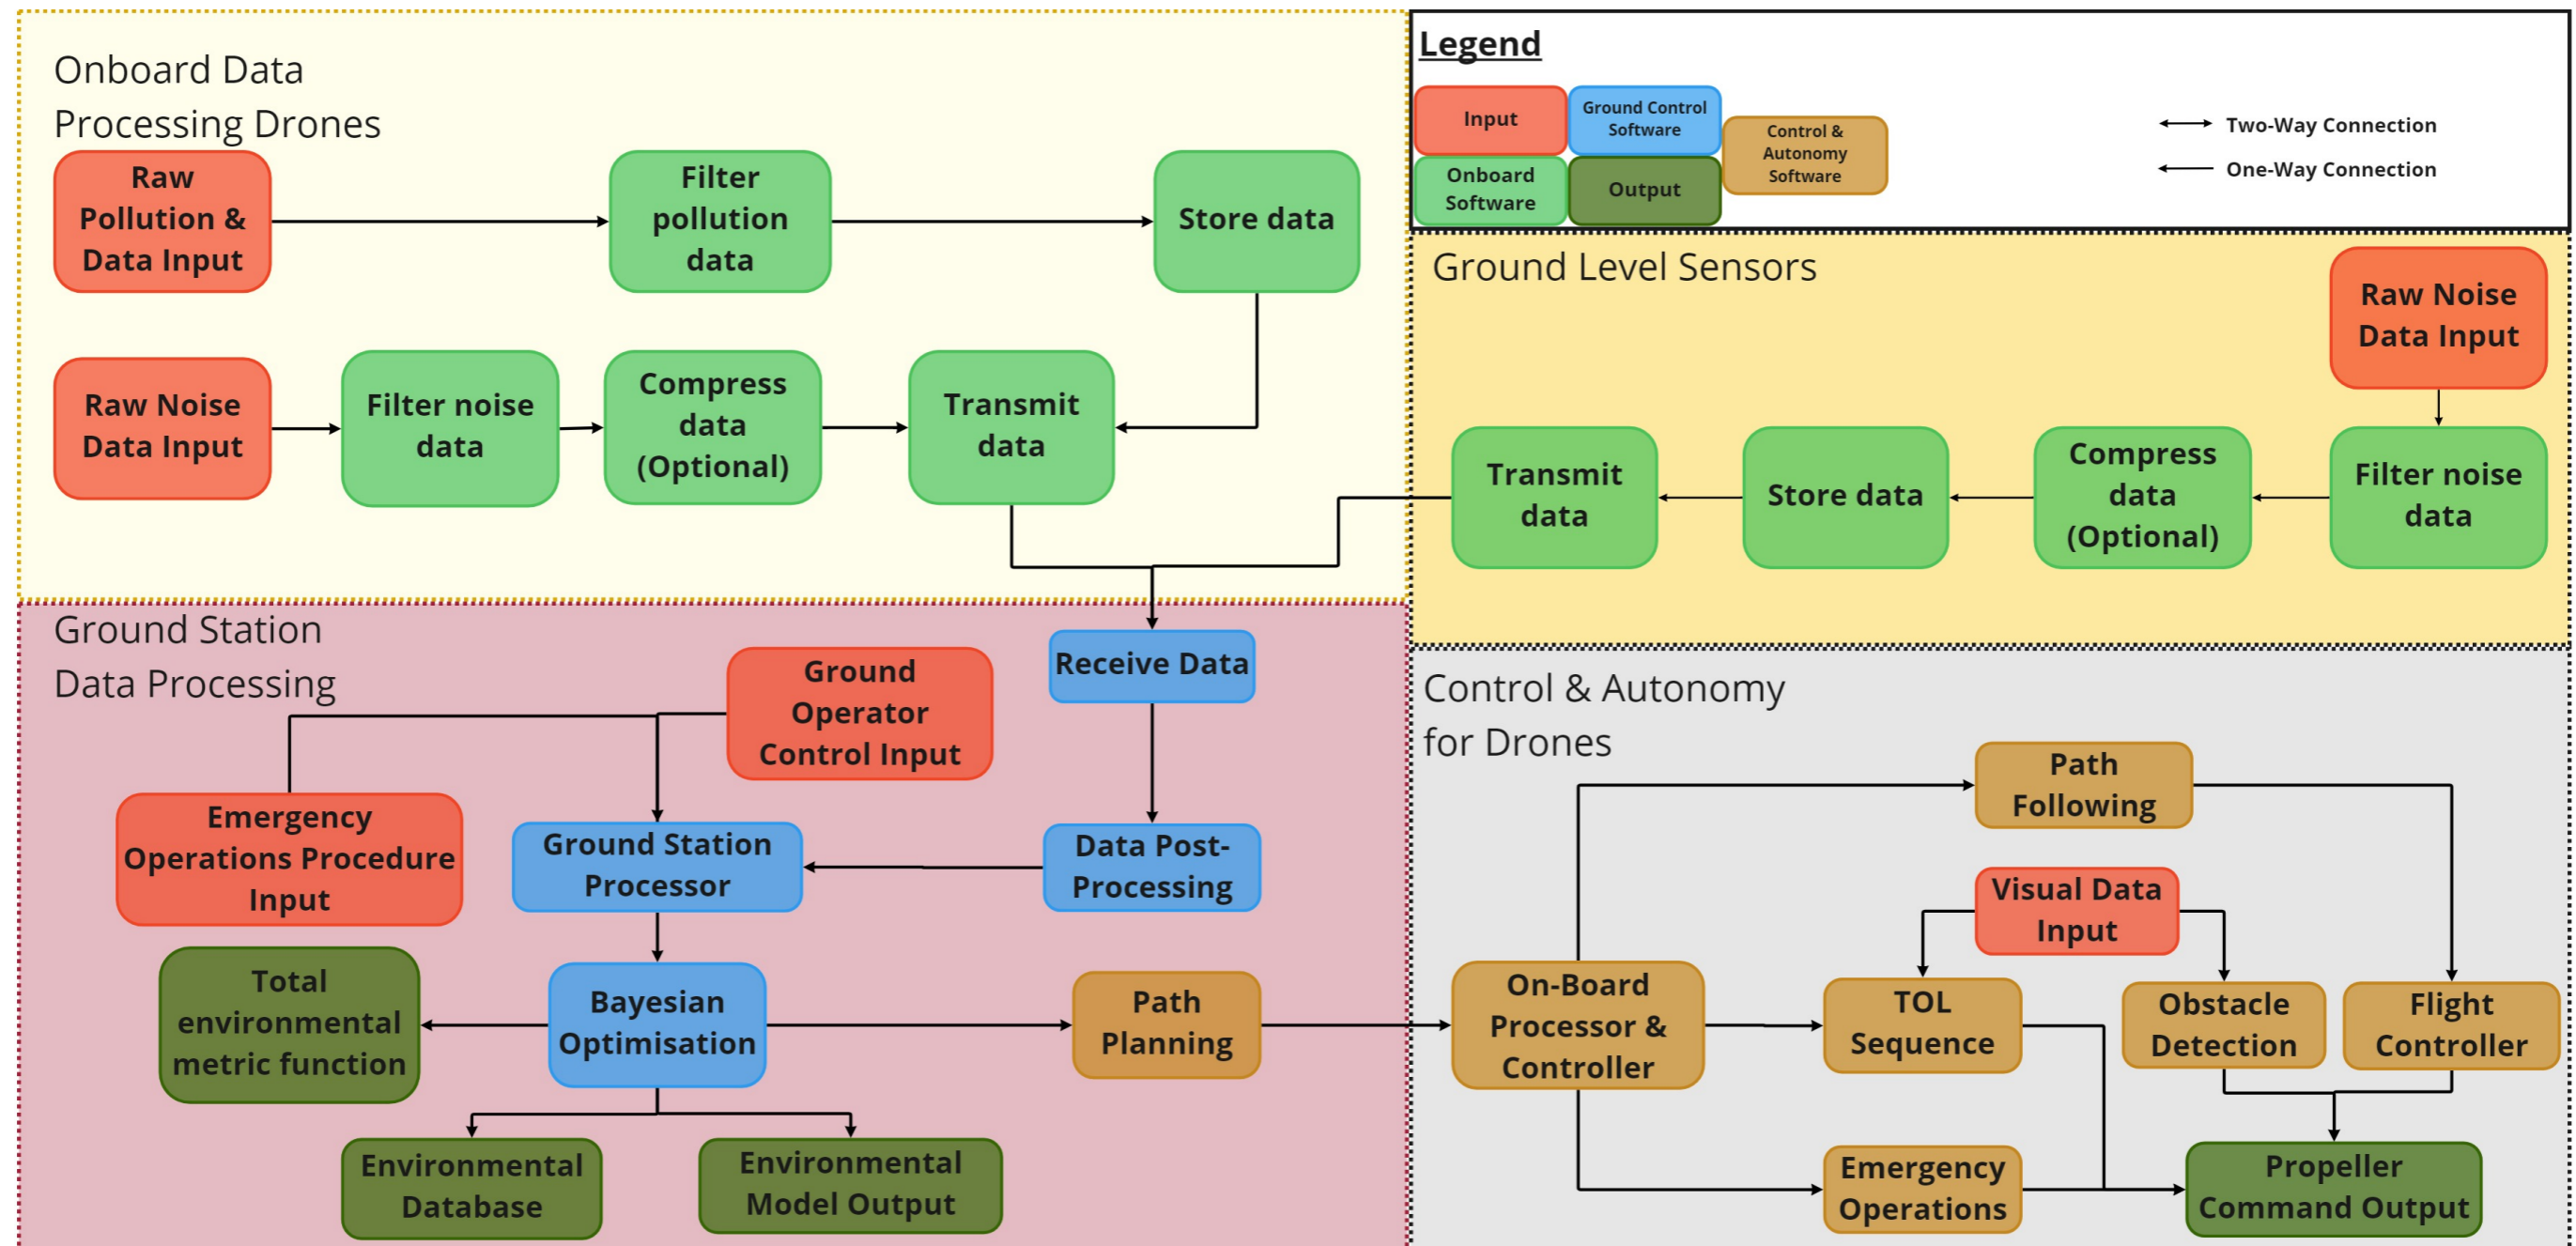 Onboard Data
Processing Drones
Raw
Pollution &
Data Input
Filter
pollution
data
Store data
Raw Noise
Data Input
Filter noise
data
Compress
data
(Optional)
Transmit
data
Legend
Input
Ground Control
Software
Control &
Autonomy
Software
Onboard
Software
Output
Two-Way Connection
One-Way Connection
Ground Level Sensors
Raw Noise
Data Input
Transmit
data
Store data
Compress
data
(Optional)
Filter noise
data
Ground Station
Data Processing
Ground
Operator
Control Input
Receive Data
Emergency
Operations Procedure
Input
Ground Station
Processor
Data Post-
Processing
Total
environmental
metric function
Bayesian
Optimisation
Path
Planning
Environmental
Database
Environmental
Model Output
Control & Autonomy
for Drones
Path
Following
Visual Data
Input
On-Board
Processor &
Controller
TOL
Sequence
Obstacle
Detection
Flight
Controller
Emergency
Operations
Propeller
Command Output